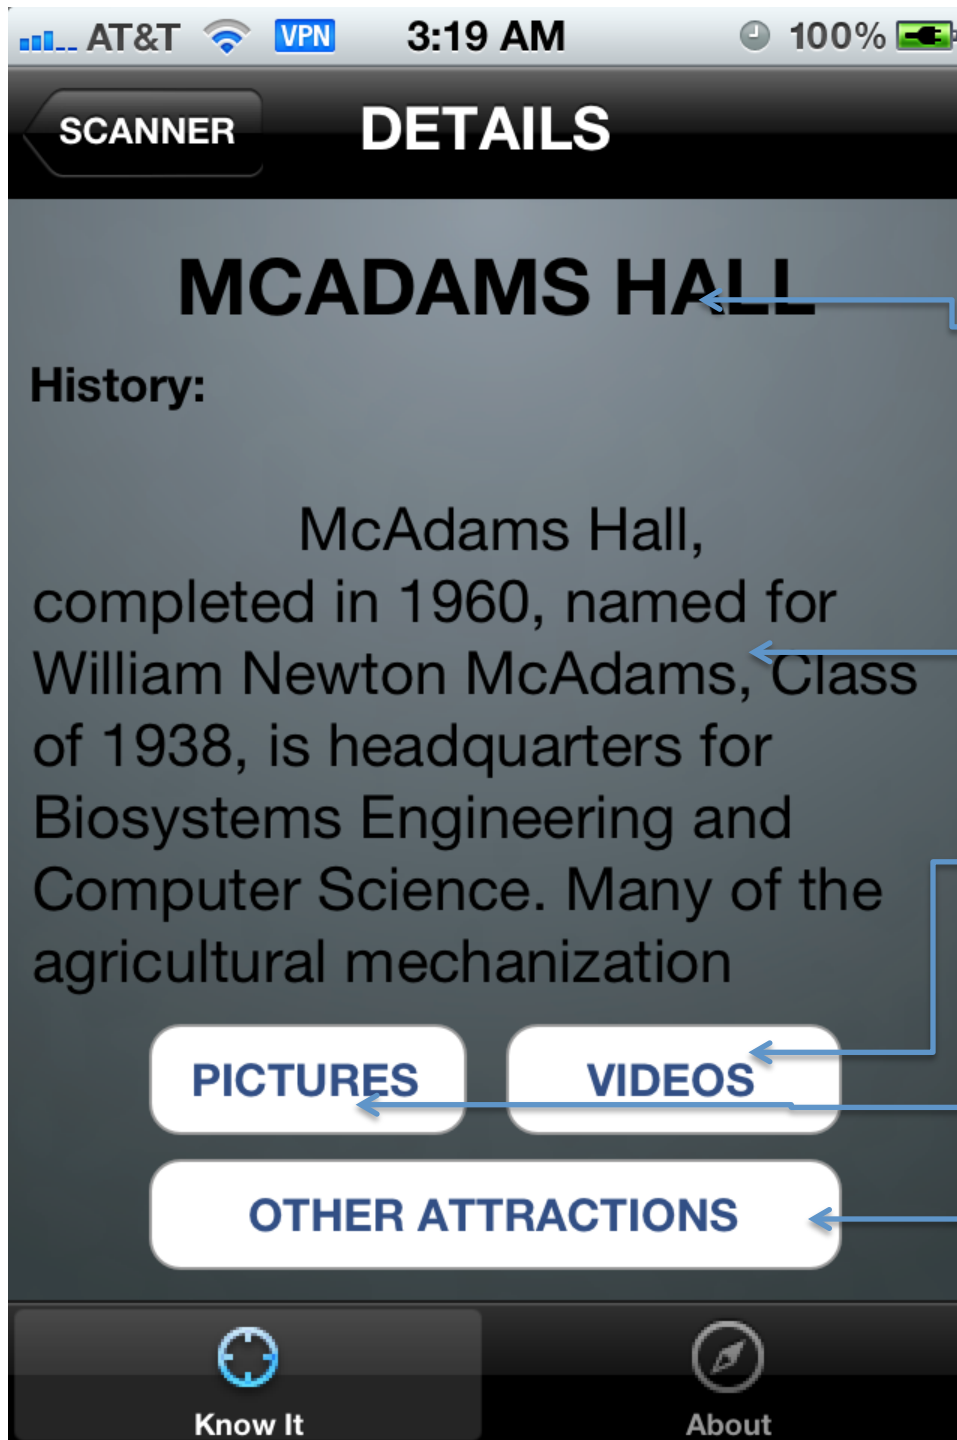 AT&T VPN 3:19 AM 100%
SCANNER DETAILS
MCADAMS HALL
History:
McAdams Hall,
completed in 1960, named for
William Newton McAdams, Class
of 1938, is headquarters for
Biosystems Engineering and
Computer Science. Many of the
agricultural mechanization
PICTURES VIDEOS
OTHER ATTRACTIONS
Know It About